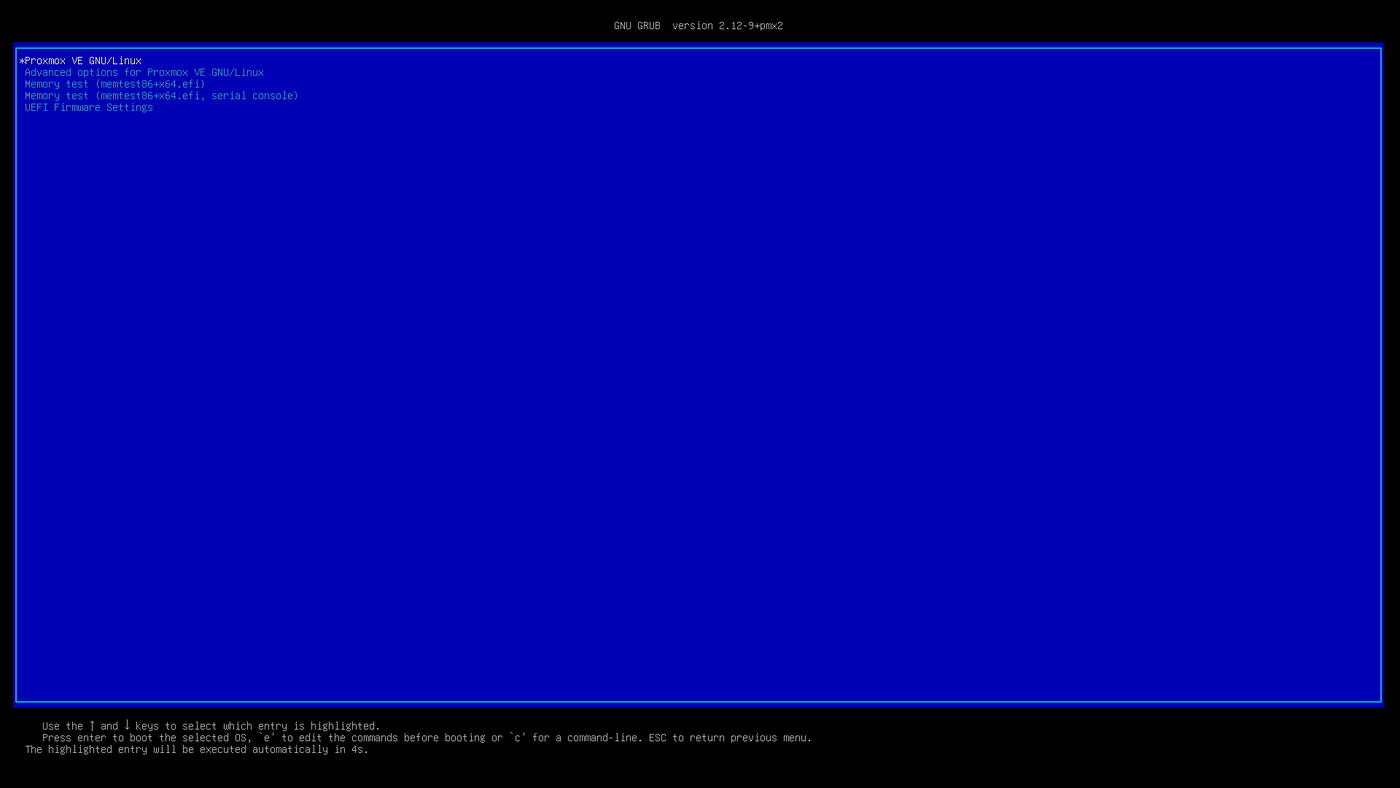 GNU GRUB  version 2.12-9+pmx2
*Proxmox VE GNU/Linux
Advanced options for Proxmox VE GNU/Linux
Memory test (memtest86+x64.efi)
Memory test (memtest86+x64.efi, serial console)
UEFI Firmware Settings
Use the ↑ and ↓ keys to select which entry is highlighted.
Press enter to boot the selected OS, `e' to edit the commands before booting or `c' for a command-line. ESC to return previous menu.
The highlighted entry will be executed automatically in 4s.